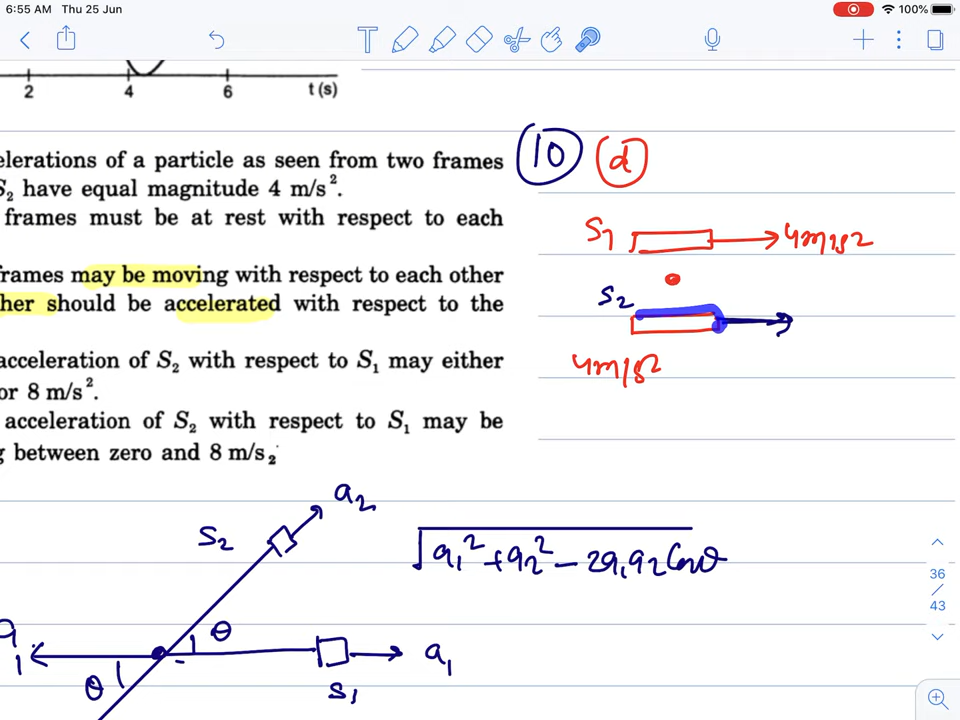 6:55 AM Thu 25 Jun
100%
2 4 6 t (s)
elerations of a particle as seen from two frames
S₂ have equal magnitude 4 m/s².
frames must be at rest with respect to each
frames may be moving with respect to each other
her should be accelerated with respect to the
acceleration of S₂ with respect to S₁ may either
or 8 m/s².
acceleration of S₂ with respect to S₁ may be
g between zero and 8 m/s₂
10 d
S1 4m/s2
S2
4m/s2
a2
S2
√a₁² + a₂² − 2a₁a₂ Cosθ
θ
a1
a1
θ
S1
36
/
43